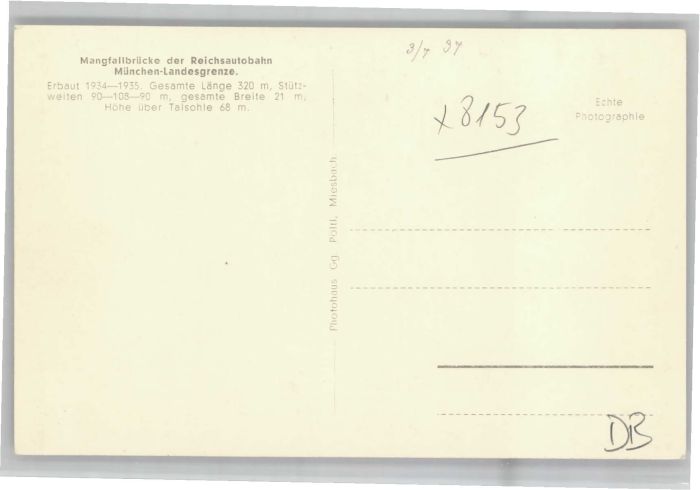 Mangfallbrücke der Reichsautobahn
München-Landesgrenze.
Erbaut 1934—1935. Gesamte Länge 320 m, Stütz-
weiten 90—108—90 m, gesamte Breite 21 m,
Höhe über Talsohle 68 m.
Photohaus Gg. Pöltl, Miesbach.
3/7 37
x 8153
Echte
Photographie
DB